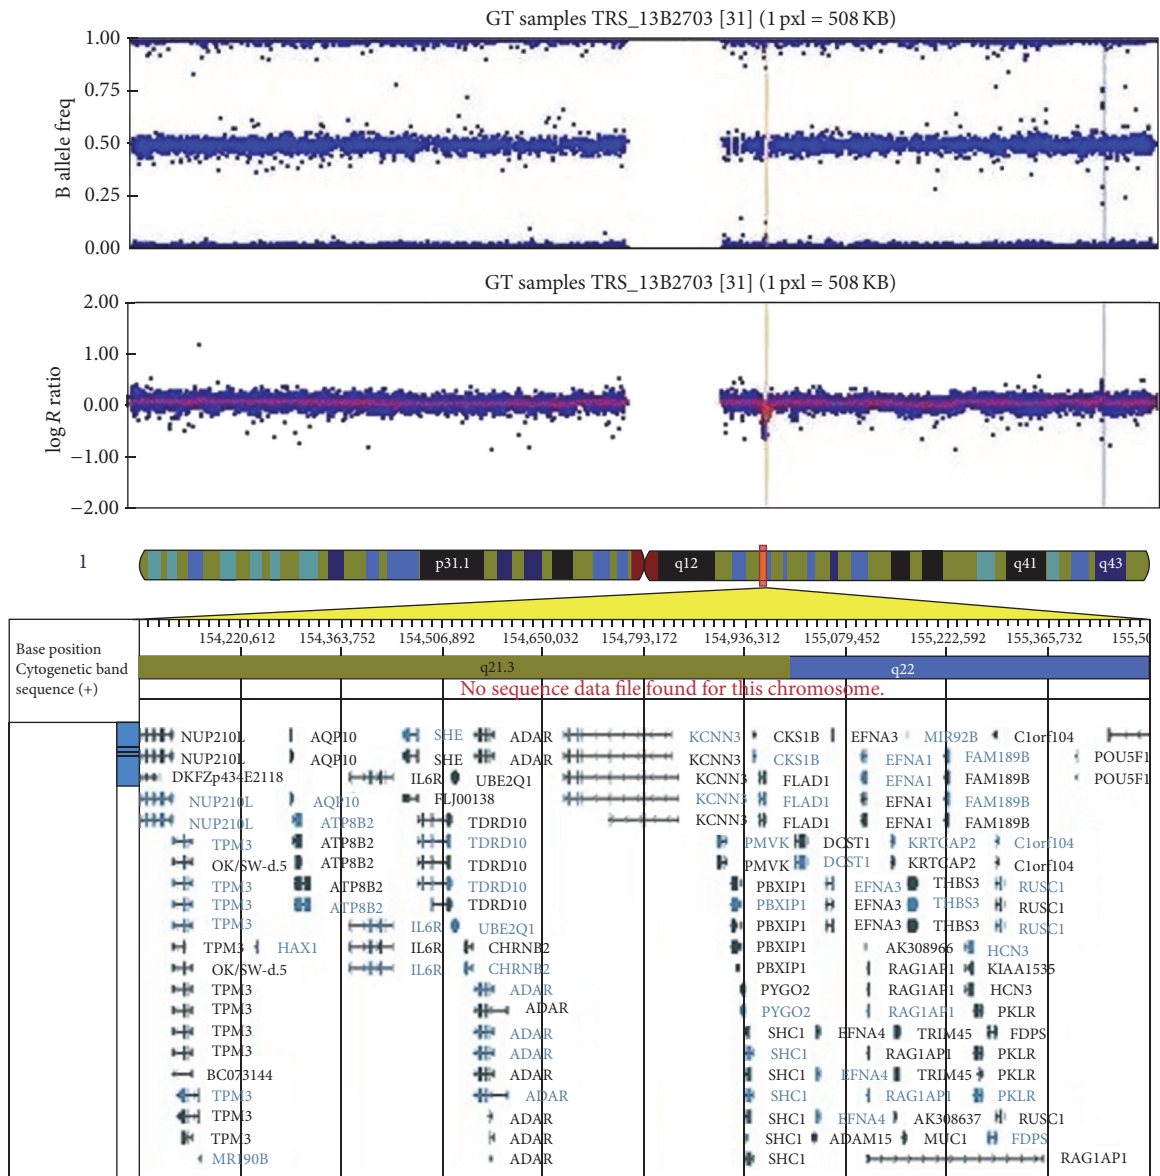 GT samples TRS_13B2703 [31] (1 pxl = 508 KB)
B allele freq
1.00
0.75
0.50
0.25
0.00
GT samples TRS_13B2703 [31] (1 pxl = 508 KB)
log R ratio
2.00
1.00
0.00
−1.00
−2.00
1 p31.1 q12 q41 q43
Base position
154,220,612 154,363,752 154,506,892 154,650,032 154,793,172 154,936,312 155,079,452 155,222,592 155,365,732 155,50
Cytogenetic band
q21.3 q22
sequence (+)
No sequence data file found for this chromosome.
NUP210L AQP10 SHE ADAR KCNN3 CKS1B EFNA3 MIR92B C1orf104
NUP210L AQP10 SHE ADAR KCNN3 CKS1B EFNA1 FAM189B POU5F1
DKFZp434E2118 IL6R UBE2Q1 KCNN3 FLAD1 EFNA1 FAM189B POU5F1
NUP210L AQP10 FLJ00138 KCNN3 FLAD1 EFNA1 FAM189B
NUP210L ATP8B2 TDRD10 KCNN3 FLAD1 EFNA1 FAM189B
TPM3 ATP8B2 TDRD10 PMVK DCST1 KRTCAP2 C1orf104
OK/SW-d.5 ATP8B2 TDRD10 PMVK DCST1 KRTCAP2 C1orf104
TPM3 ATP8B2 TDRD10 PBXIP1 EFNA3 THBS3 RUSC1
TPM3 ATP8B2 TDRD10 PBXIP1 EFNA3 THBS3 RUSC1
TPM3 IL6R UBE2Q1 PBXIP1 EFNA3 THBS3 RUSC1
TPM3 HAX1 IL6R CHRNB2 PBXIP1 AK308966 HCN3
OK/SW-d.5 IL6R CHRNB2 PBXIP1 RAG1AP1 KIAA1535
TPM3 ADAR PYGO2 RAG1AP1 HCN3
TPM3 ADAR PYGO2 RAG1AP1 PKLR
TPM3 ADAR SHC1 EFNA4 TRIM45 FDPS
TPM3 ADAR SHC1 RAG1AP1 PKLR
BC073144 ADAR SHC1 EFNA4 TRIM45 PKLR
TPM3 ADAR SHC1 RAG1AP1 PKLR
TPM3 ADAR SHC1 EFNA4 AK308637 RUSC1
TPM3 ADAR SHC1 ADAM15 MUC1 FDPS
MR190B ADAR SHC1 RAG1AP1